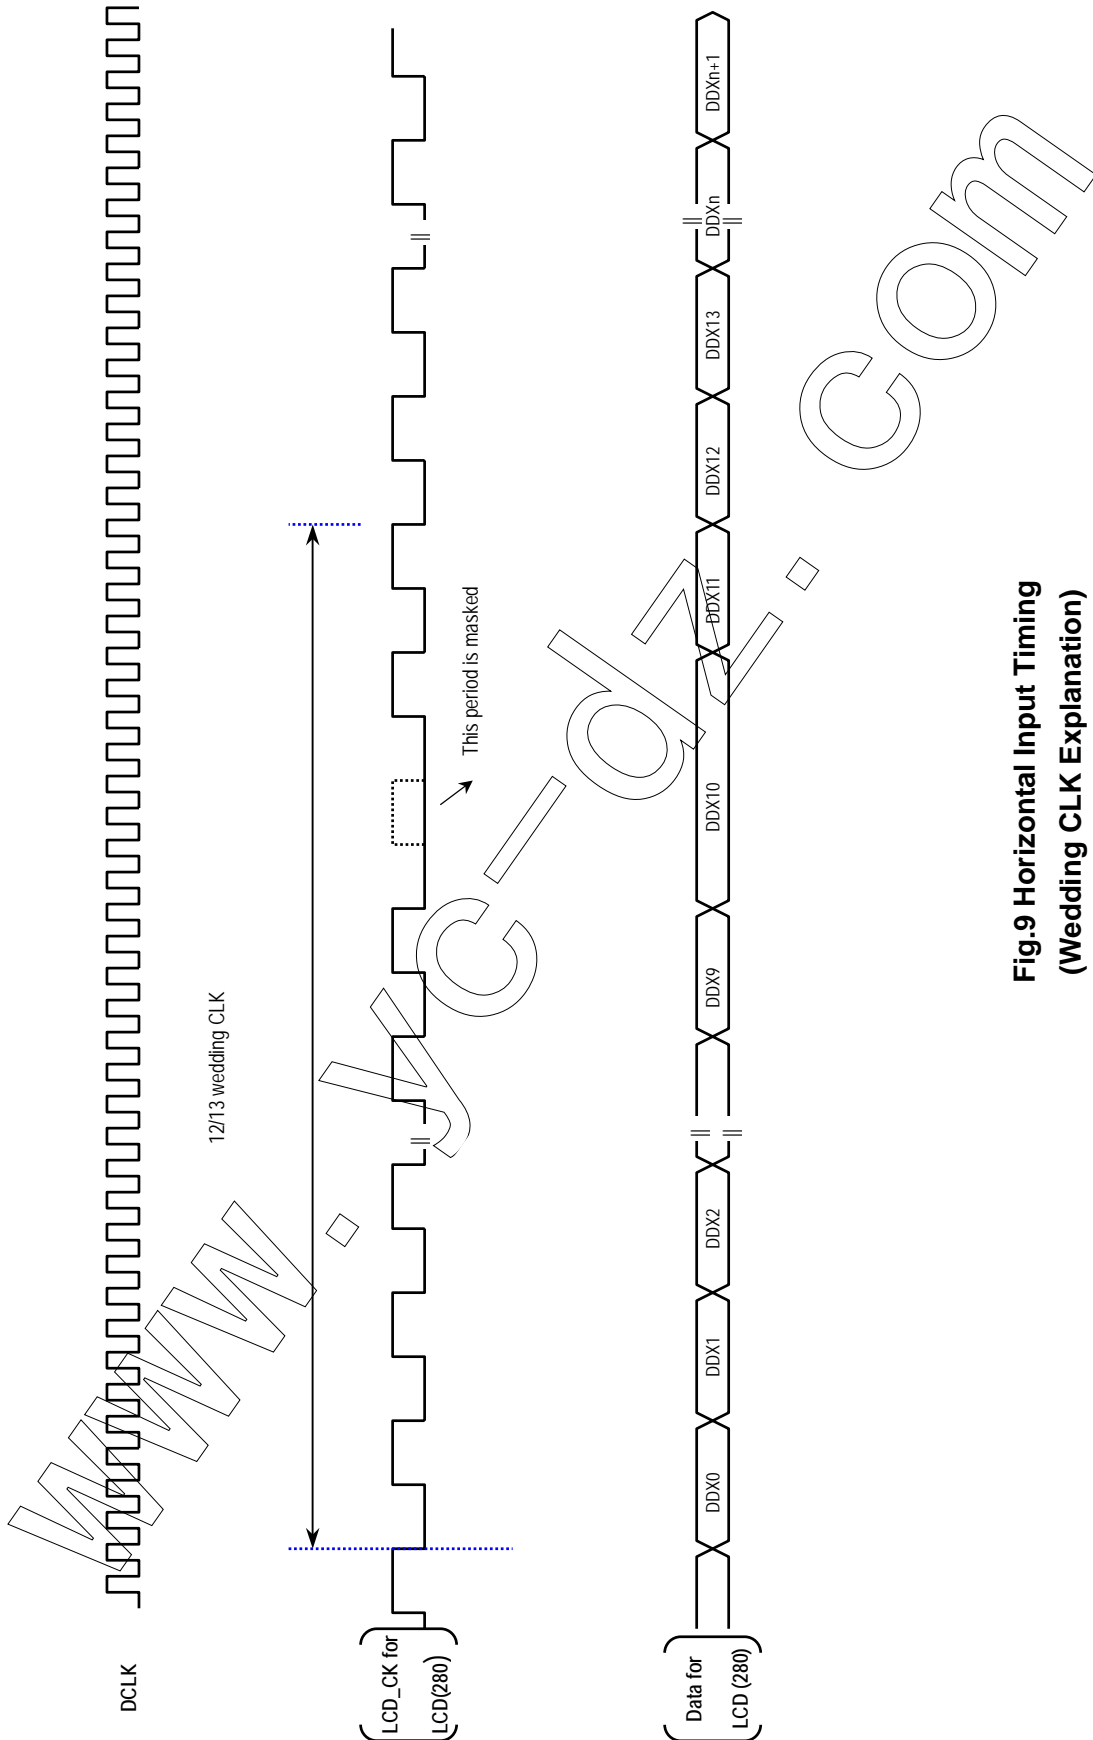 DCLK
12/13 wedding CLK
LCD_CK for
LCD(280)
This period is masked
Data for
LCD (280)
DDX0
DDX1
DDX2
DDX9
DDX10
DDX11
DDX12
DDX13
DDXn
DDXn+1
Fig.9 Horizontal Input Timing
(Wedding CLK Explanation)
www.yc-dz.com